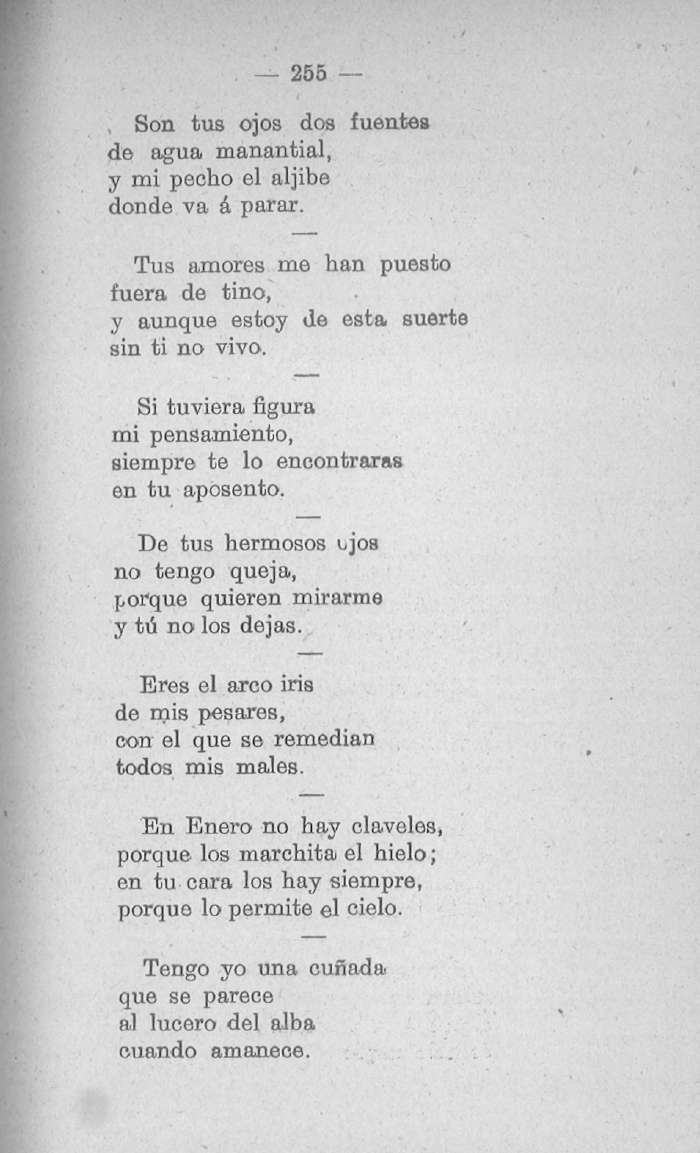 — 255 —
Son tus ojos dos fuentes
de agua manantial,
y mi pecho el aljibe
donde va á parar.
—
Tus amores me han puesto
fuera de tino,
y aunque estoy de esta suerte
sin ti no vivo.
—
Si tuviera figura
mi pensamiento,
siempre te lo encontraras
en tu aposento.
—
De tus hermosos ojos
no tengo queja,
porque quieren mirarme
y tú no los dejas.
—
Eres el arco iris
de mis pesares,
con el que se remedian
todos mis males.
—
En Enero no hay claveles,
porque los marchita el hielo;
en tu cara los hay siempre,
porque lo permite el cielo.
—
Tengo yo una cuñada
que se parece
al lucero del alba
cuando amanece.